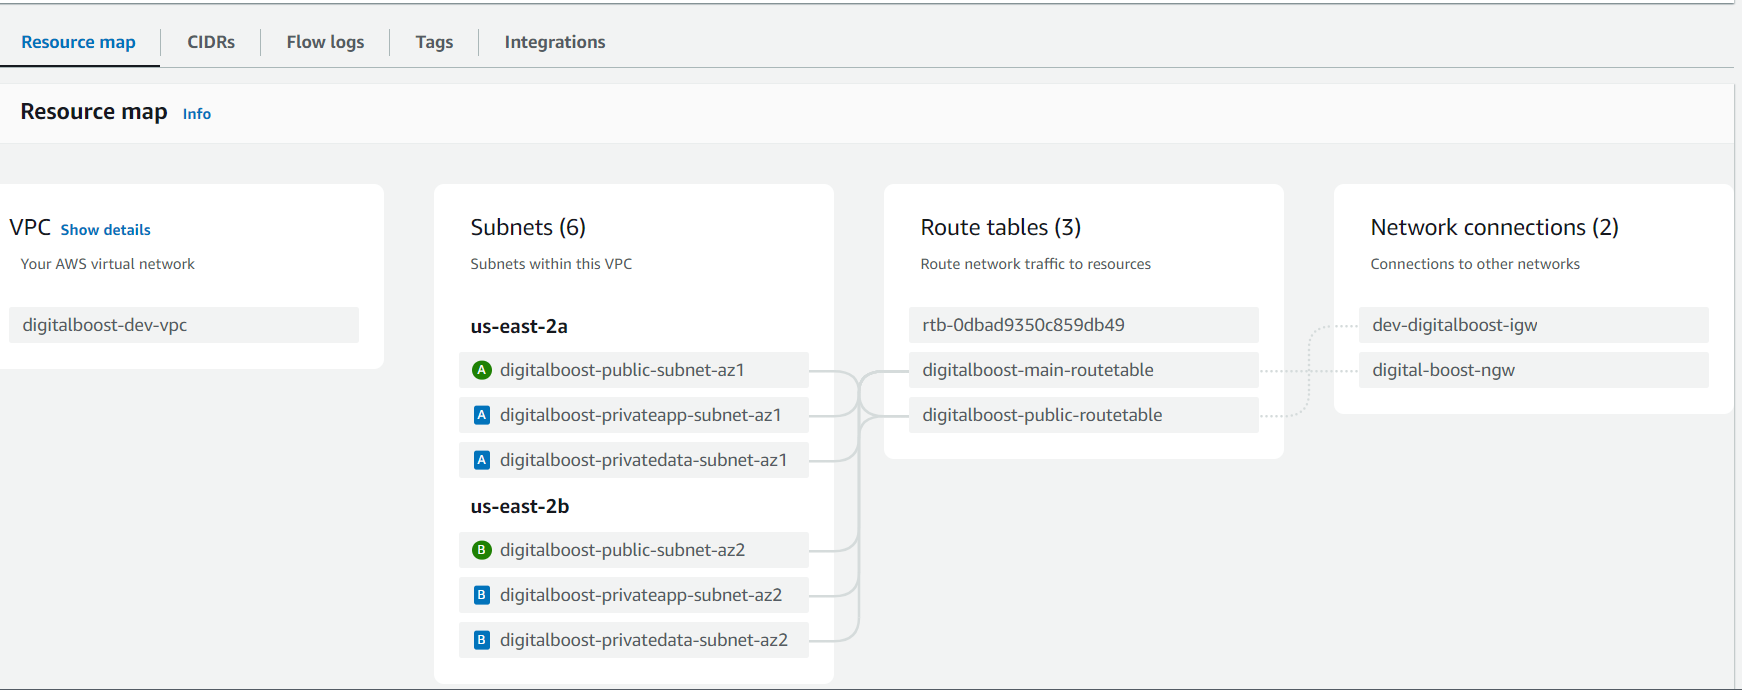 Resource map
CIDRs
Flow logs
Tags
Integrations
Resource map Info
VPC Show details
Your AWS virtual network
digitalboost-dev-vpc
Subnets (6)
Subnets within this VPC
us-east-2a
A digitalboost-public-subnet-az1
A digitalboost-privateapp-subnet-az1
A digitalboost-privatedata-subnet-az1
us-east-2b
B digitalboost-public-subnet-az2
B digitalboost-privateapp-subnet-az2
B digitalboost-privatedata-subnet-az2
Route tables (3)
Route network traffic to resources
rtb-0dbad9350c859db49
digitalboost-main-routetable
digitalboost-public-routetable
Network connections (2)
Connections to other networks
dev-digitalboost-igw
digital-boost-ngw